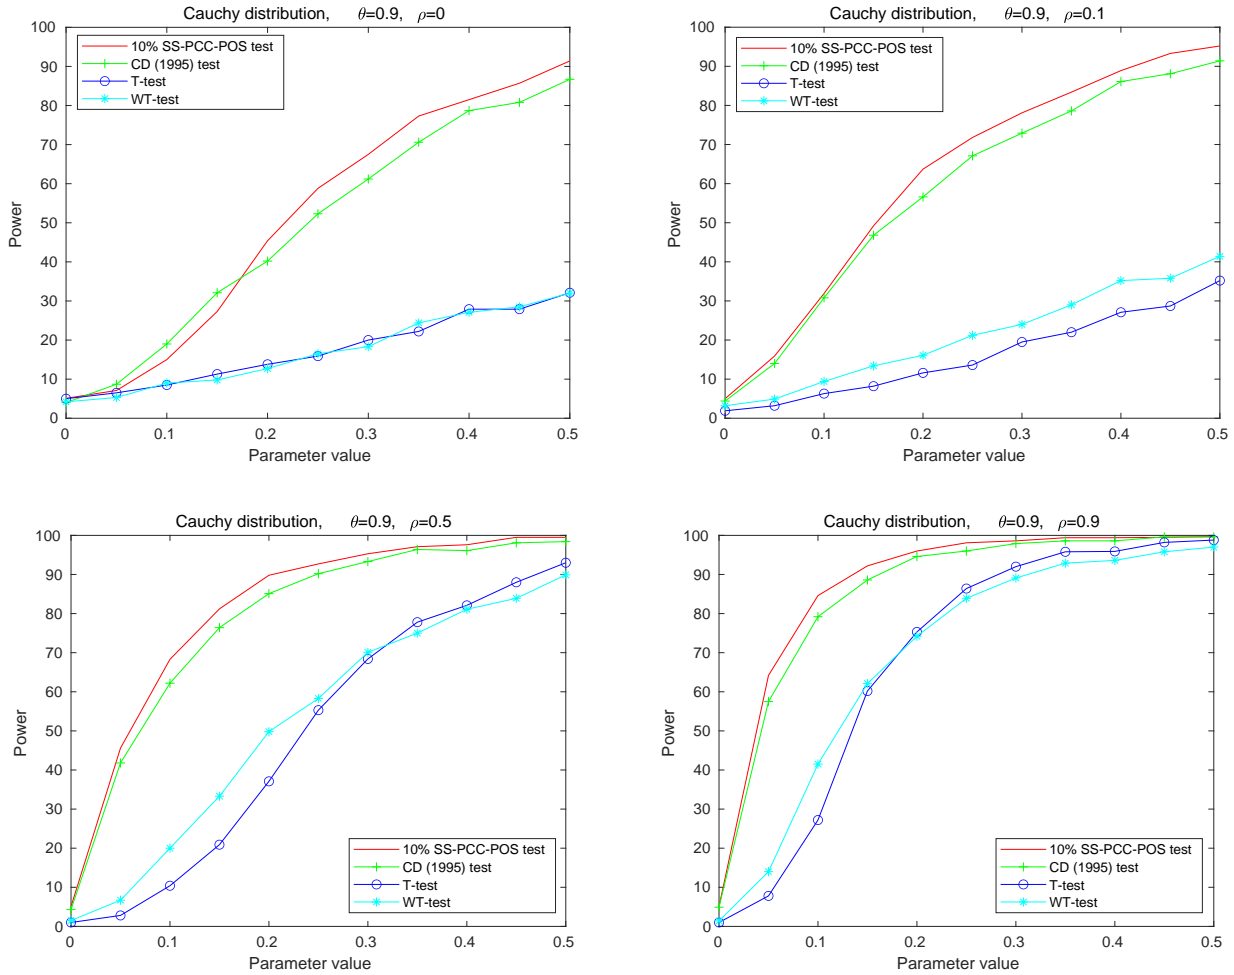 Cauchy distribution, θ=0.9, ρ=0
10% SS-PCC-POS test
CD (1995) test
T-test
WT-test
Power
100
90
80
70
60
50
40
30
20
10
0
0 0.1 0.2 0.3 0.4 0.5
Parameter value
Cauchy distribution, θ=0.9, ρ=0.1
10% SS-PCC-POS test
CD (1995) test
T-test
WT-test
Power
100
90
80
70
60
50
40
30
20
10
0
0 0.1 0.2 0.3 0.4 0.5
Parameter value
Cauchy distribution, θ=0.9, ρ=0.5
Power
100
90
80
70
60
50
40
30
20
10
0
10% SS-PCC-POS test
CD (1995) test
T-test
WT-test
0 0.1 0.2 0.3 0.4 0.5
Parameter value
Cauchy distribution, θ=0.9, ρ=0.9
Power
100
90
80
70
60
50
40
30
20
10
0
10% SS-PCC-POS test
CD (1995) test
T-test
WT-test
0 0.1 0.2 0.3 0.4 0.5
Parameter value